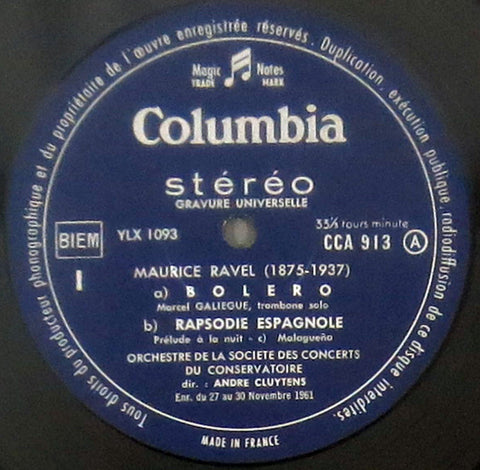 Tous droits du producteur phonographique et du propriétaire de l'œuvre enregistrée réservés. Duplication, exécution publique, radiodiffusion de ce disque interdites.
Magic Notes
TRADE MARK
Columbia
stéréo
GRAVURE UNIVERSELLE
BIEM
YLX 1093
33⅓ tours minute
CCA 913 A
1
MAURICE RAVEL (1875-1937)
a) BOLERO
Marcel GALIEGUE, trombone solo
b) RAPSODIE ESPAGNOLE
Prélude à la nuit - c) Malagueña
ORCHESTRE DE LA SOCIETE DES CONCERTS
DU CONSERVATOIRE
dir. : ANDRE CLUYTENS
Enr. du 27 au 30 Novembre 1961
MADE IN FRANCE